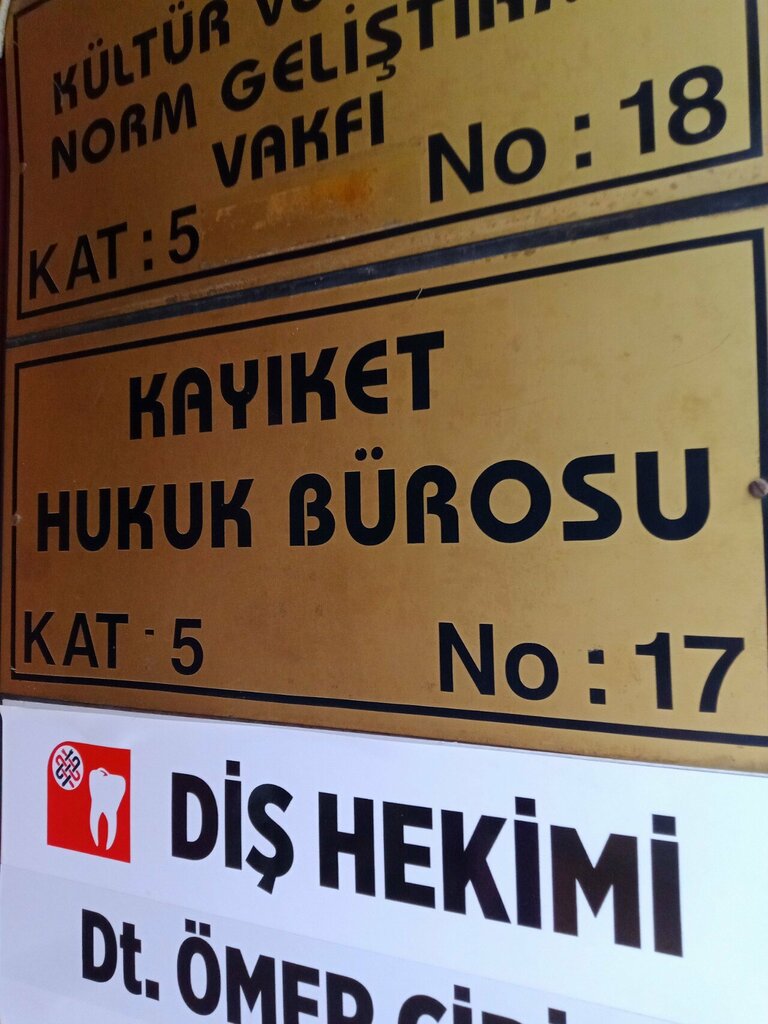 KÜLTÜR
NORM GELİŞTİRME
VAKFI
KAT : 5 No : 18
KAYIKET
HUKUK BÜROSU
KAT - 5 No : 17
DİŞ HEKİMİ
Dt. ÖMER